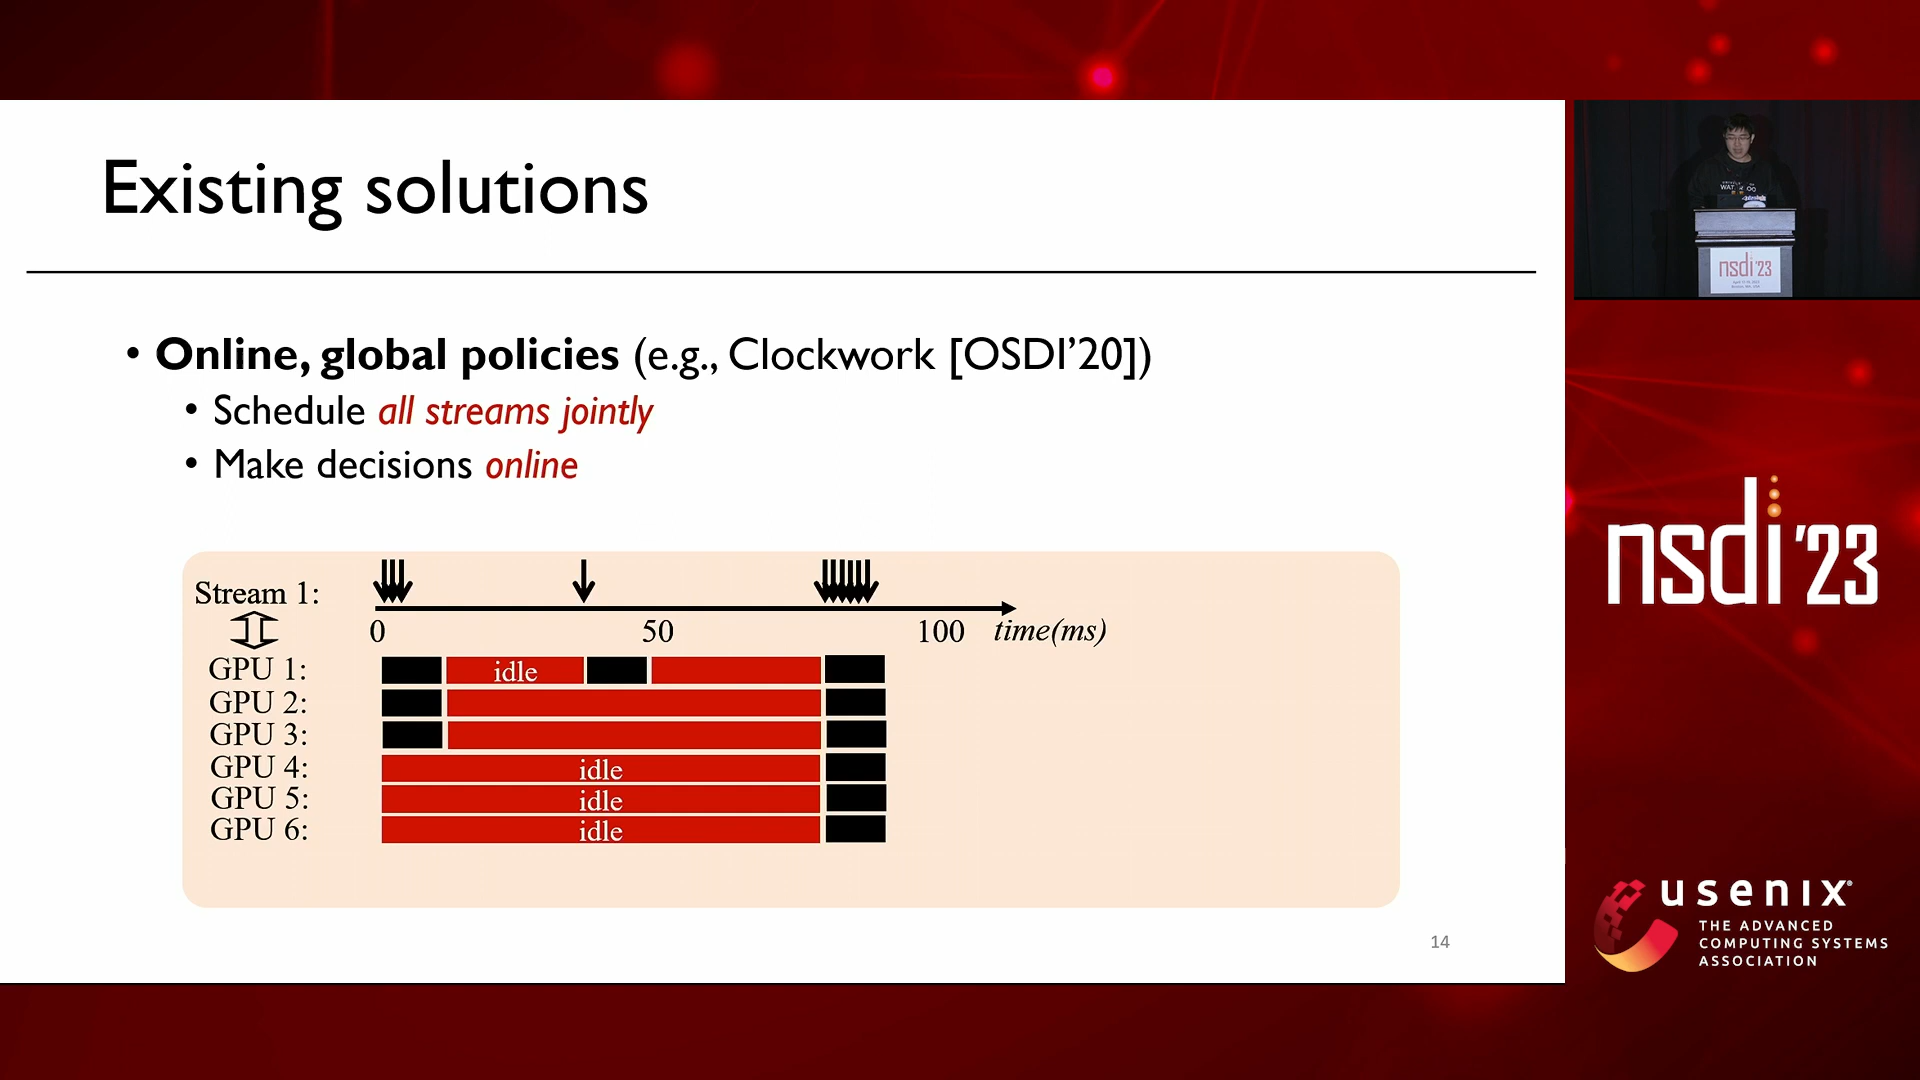 Existing solutions
• Online, global policies (e.g., Clockwork [OSDI’20])
• Schedule all streams jointly
• Make decisions online
Stream 1:
0 50 100 time(ms)
GPU 1: idle
GPU 2:
GPU 3:
GPU 4: idle
GPU 5: idle
GPU 6: idle
14
nsdi'23
nsdi '23
usenix
THE ADVANCED
COMPUTING SYSTEMS
ASSOCIATION